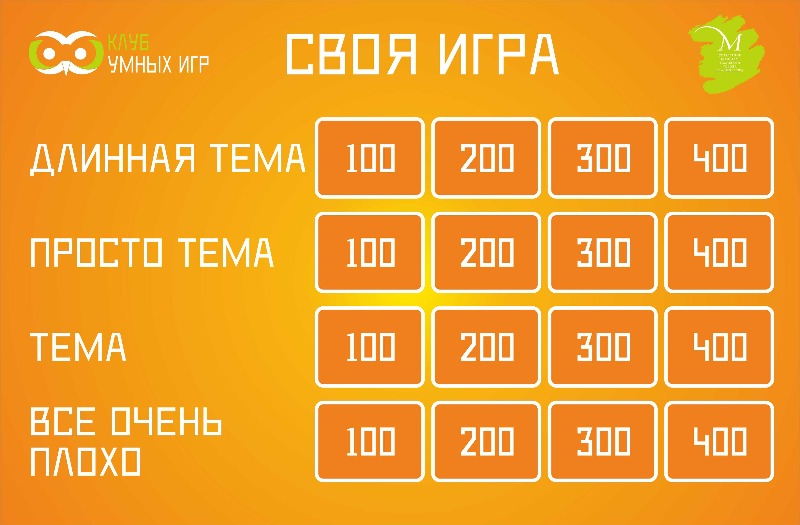 КЛУБ
УМНЫХ ИГР
СВОЯ ИГРА
М
ДЛИННАЯ ТЕМА 100 200 300 400
ПРОСТО ТЕМА 100 200 300 400
ТЕМА 100 200 300 400
ВСЕ ОЧЕНЬ
ПЛОХО 100 200 300 400